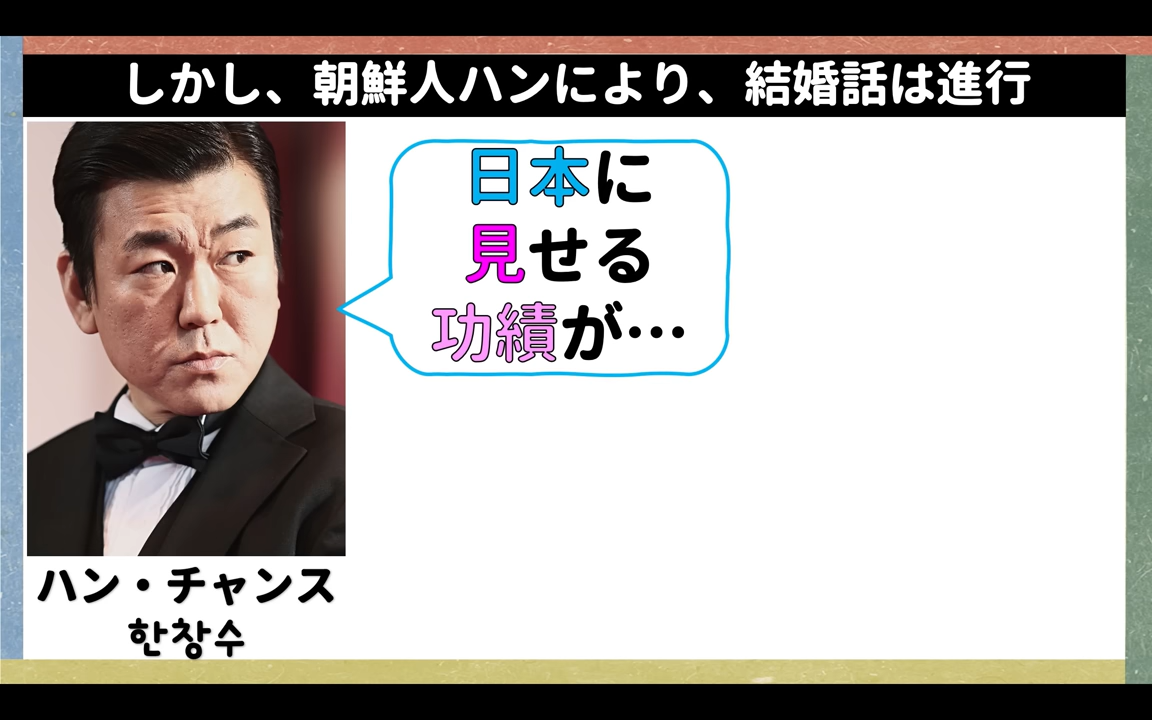 しかし、朝鮮人ハンにより、結婚話は進行
日本に
見せる
功績が…
ハン・チャンス
한창수